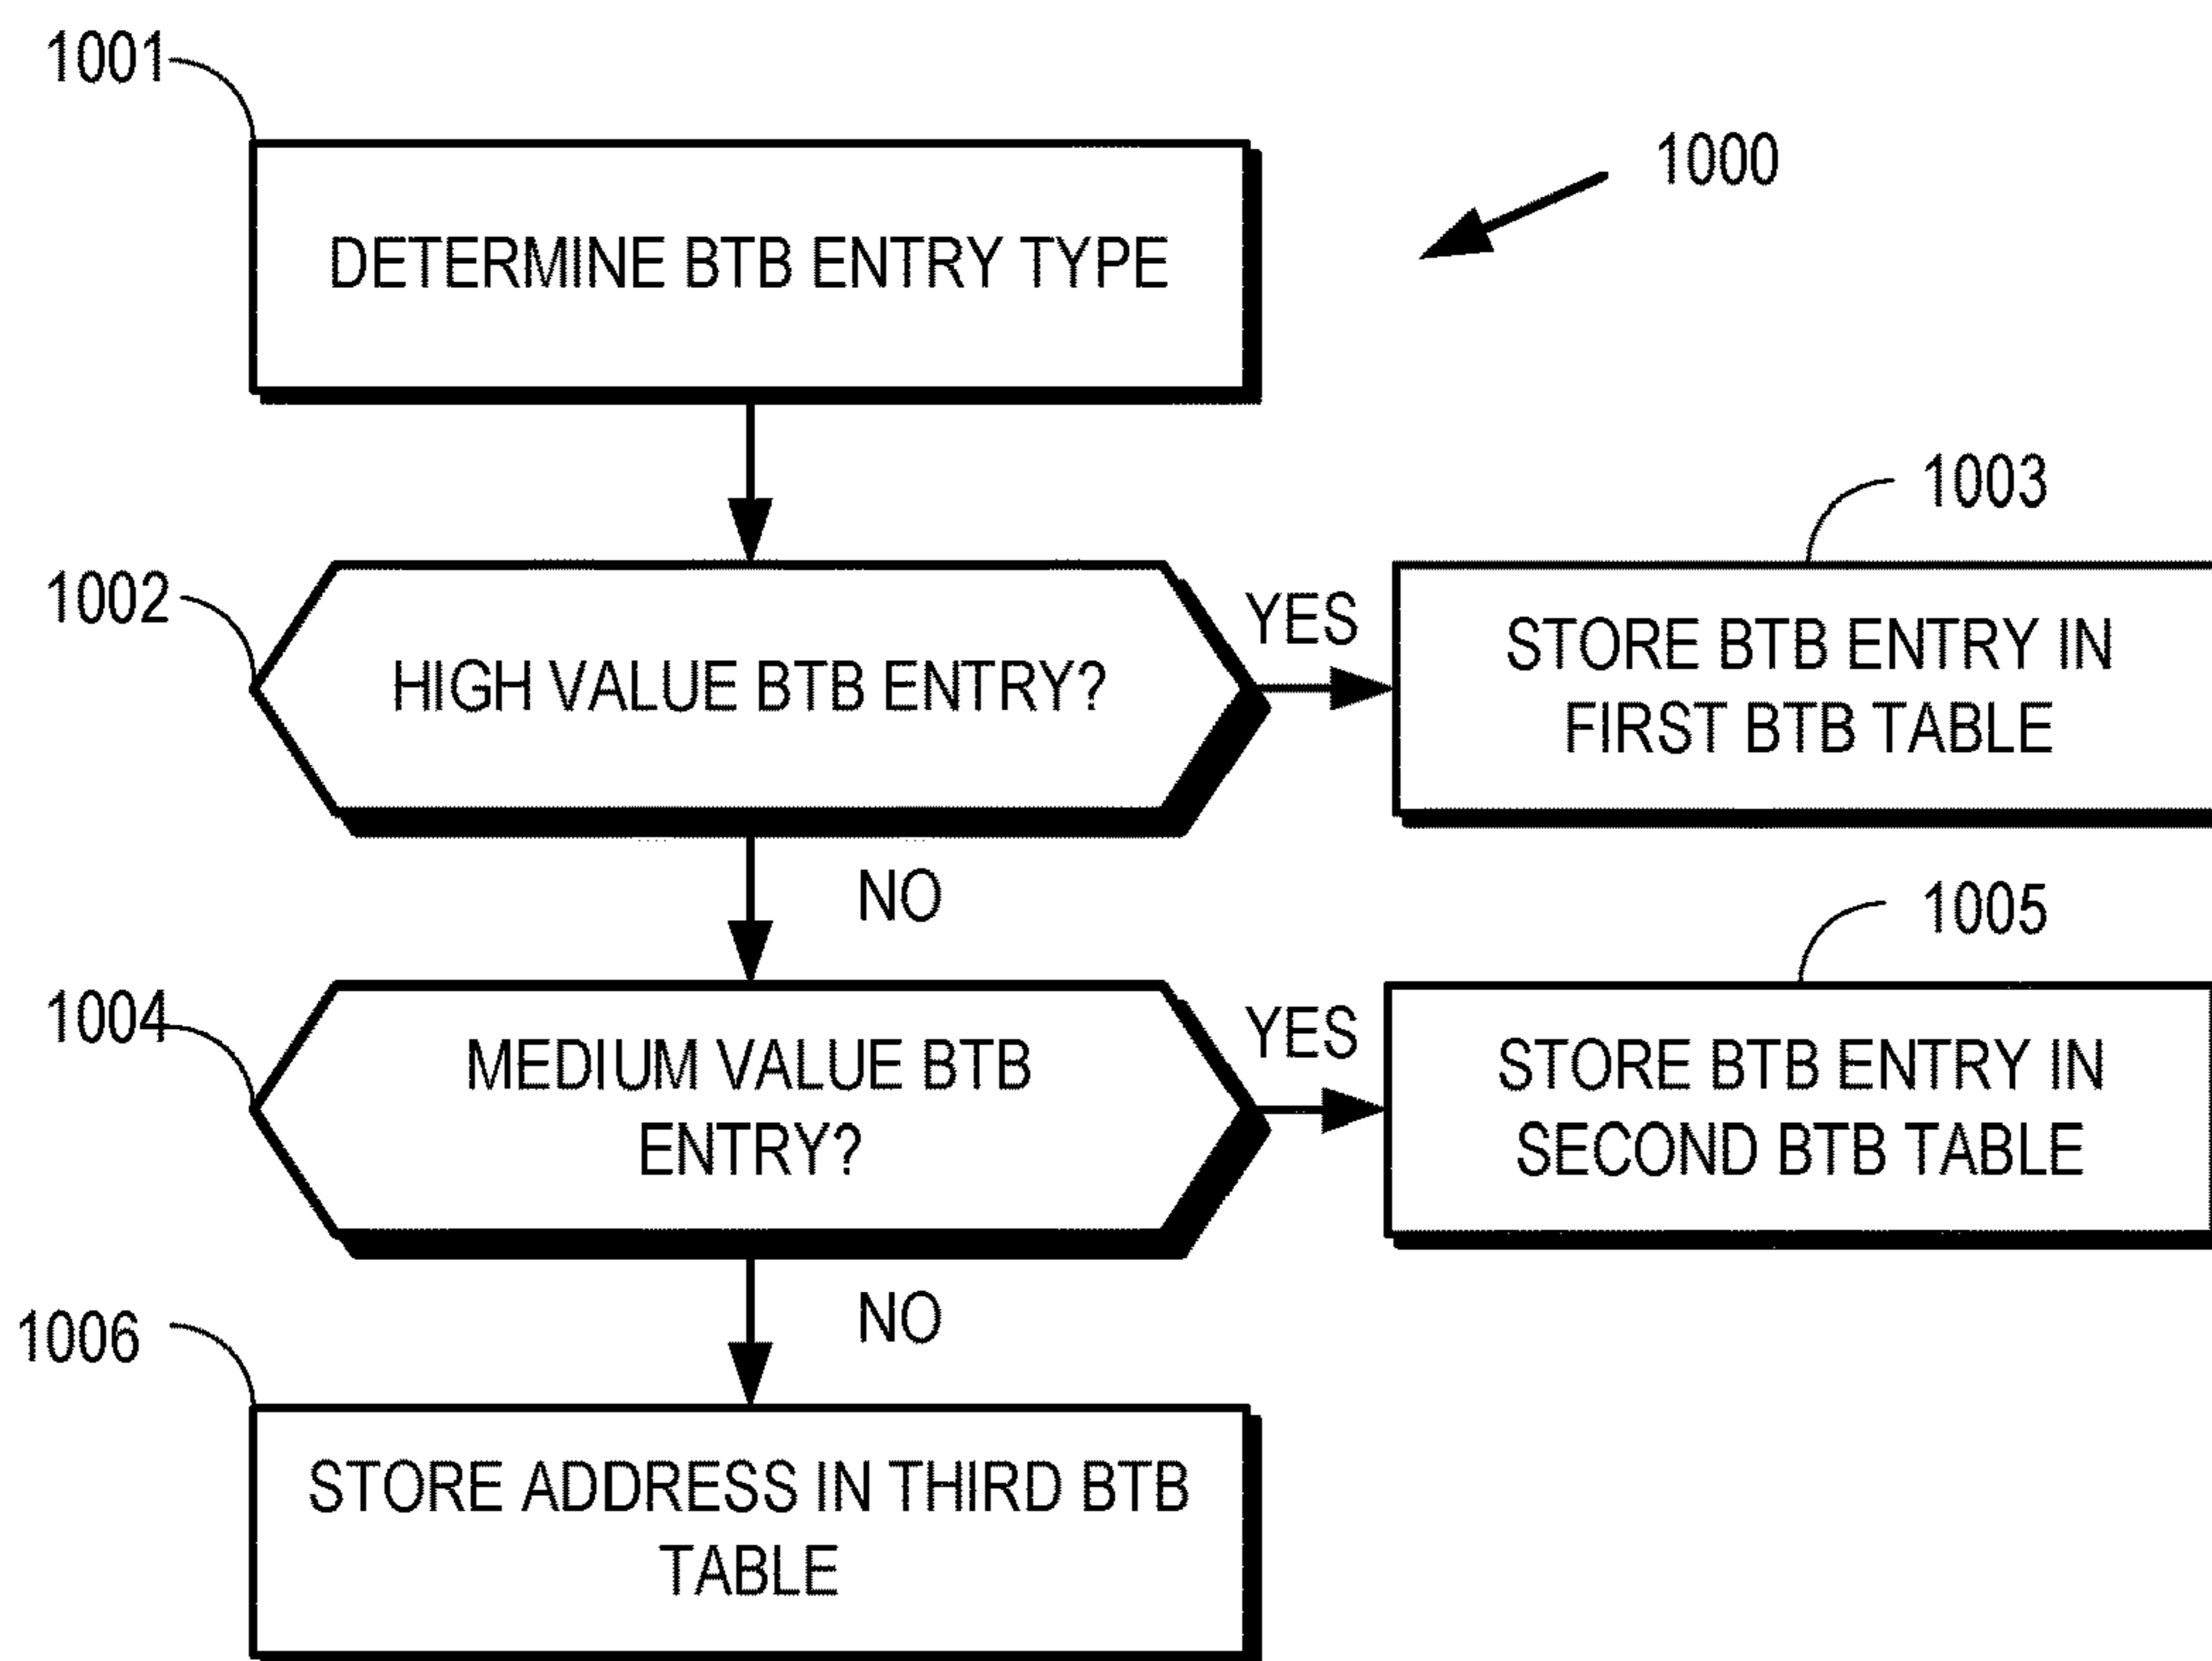 1001
DETERMINE BTB ENTRY TYPE
1000
1002
HIGH VALUE BTB ENTRY?
YES
1003
STORE BTB ENTRY IN
FIRST BTB TABLE
NO
1004
MEDIUM VALUE BTB
ENTRY?
YES
1005
STORE BTB ENTRY IN
SECOND BTB TABLE
NO
1006
STORE ADDRESS IN THIRD BTB
TABLE